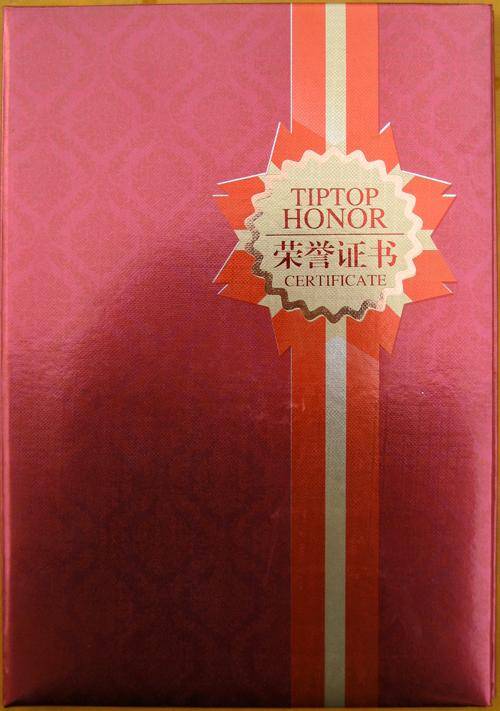 TIPTOP
HONOR
荣誉证书
CERTIFICATE